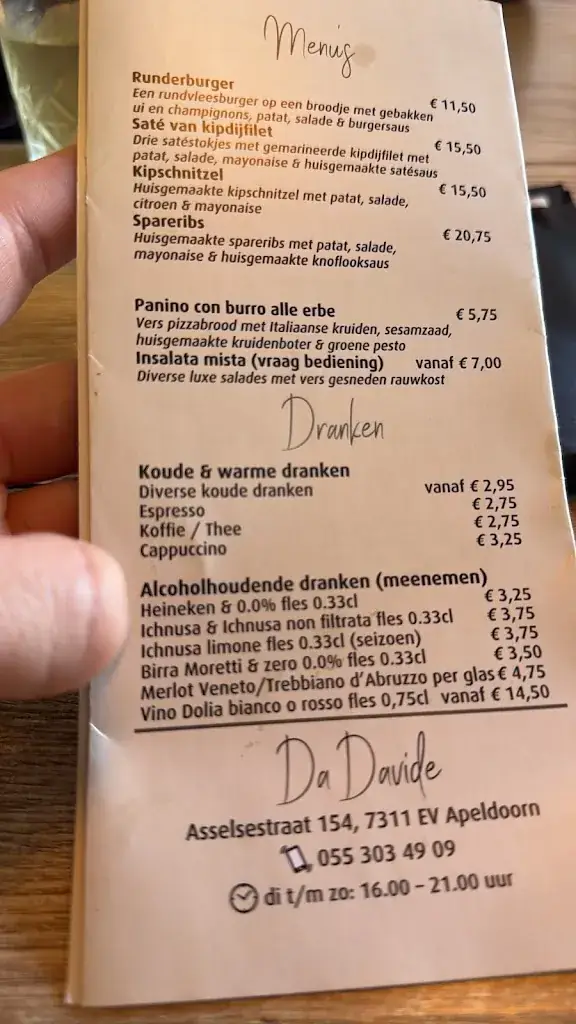 Menu's
Runderburger € 11,50
Een rundvleesburger op een broodje met gebakken
ui en champignons, patat, salade & burgersaus
Saté van kipdijfilet € 15,50
Drie satéstokjes met gemarineerde kipdijfilet met
patat, salade, mayonaise & huisgemaakte satésaus
Kipschnitzel € 15,50
Huisgemaakte kipschnitzel met patat, salade,
citroen & mayonaise
Spareribs € 20,75
Huisgemaakte spareribs met patat, salade,
mayonaise & huisgemaakte knoflooksaus
Panino con burro alle erbe € 5,75
Vers pizzabrood met Italiaanse kruiden, sesamzaad,
huisgemaakte kruidenboter & groene pesto
Insalata mista (vraag bediening) vanaf € 7,00
Diverse luxe salades met vers gesneden rauwkost
Dranken
Koude & warme dranken
Diverse koude dranken vanaf € 2,95
Espresso € 2,75
Koffie / Thee € 2,75
Cappuccino € 3,25
Alcoholhoudende dranken (meenemen)
Heineken & 0.0% fles 0.33cl € 3,25
Ichnusa & Ichnusa non filtrata fles 0.33cl € 3,75
Ichnusa limone fles 0.33cl (seizoen) € 3,75
Birra Moretti & zero 0.0% fles 0.33cl € 3,50
Merlot Veneto/Trebbiano d'Abruzzo per glas € 4,75
Vino Dolia bianco o rosso fles 0,75cl vanaf € 14,50
Da Davide
Asselsestraat 154, 7311 EV Apeldoorn
055 303 49 09
di t/m zo: 16.00 - 21.00 uur